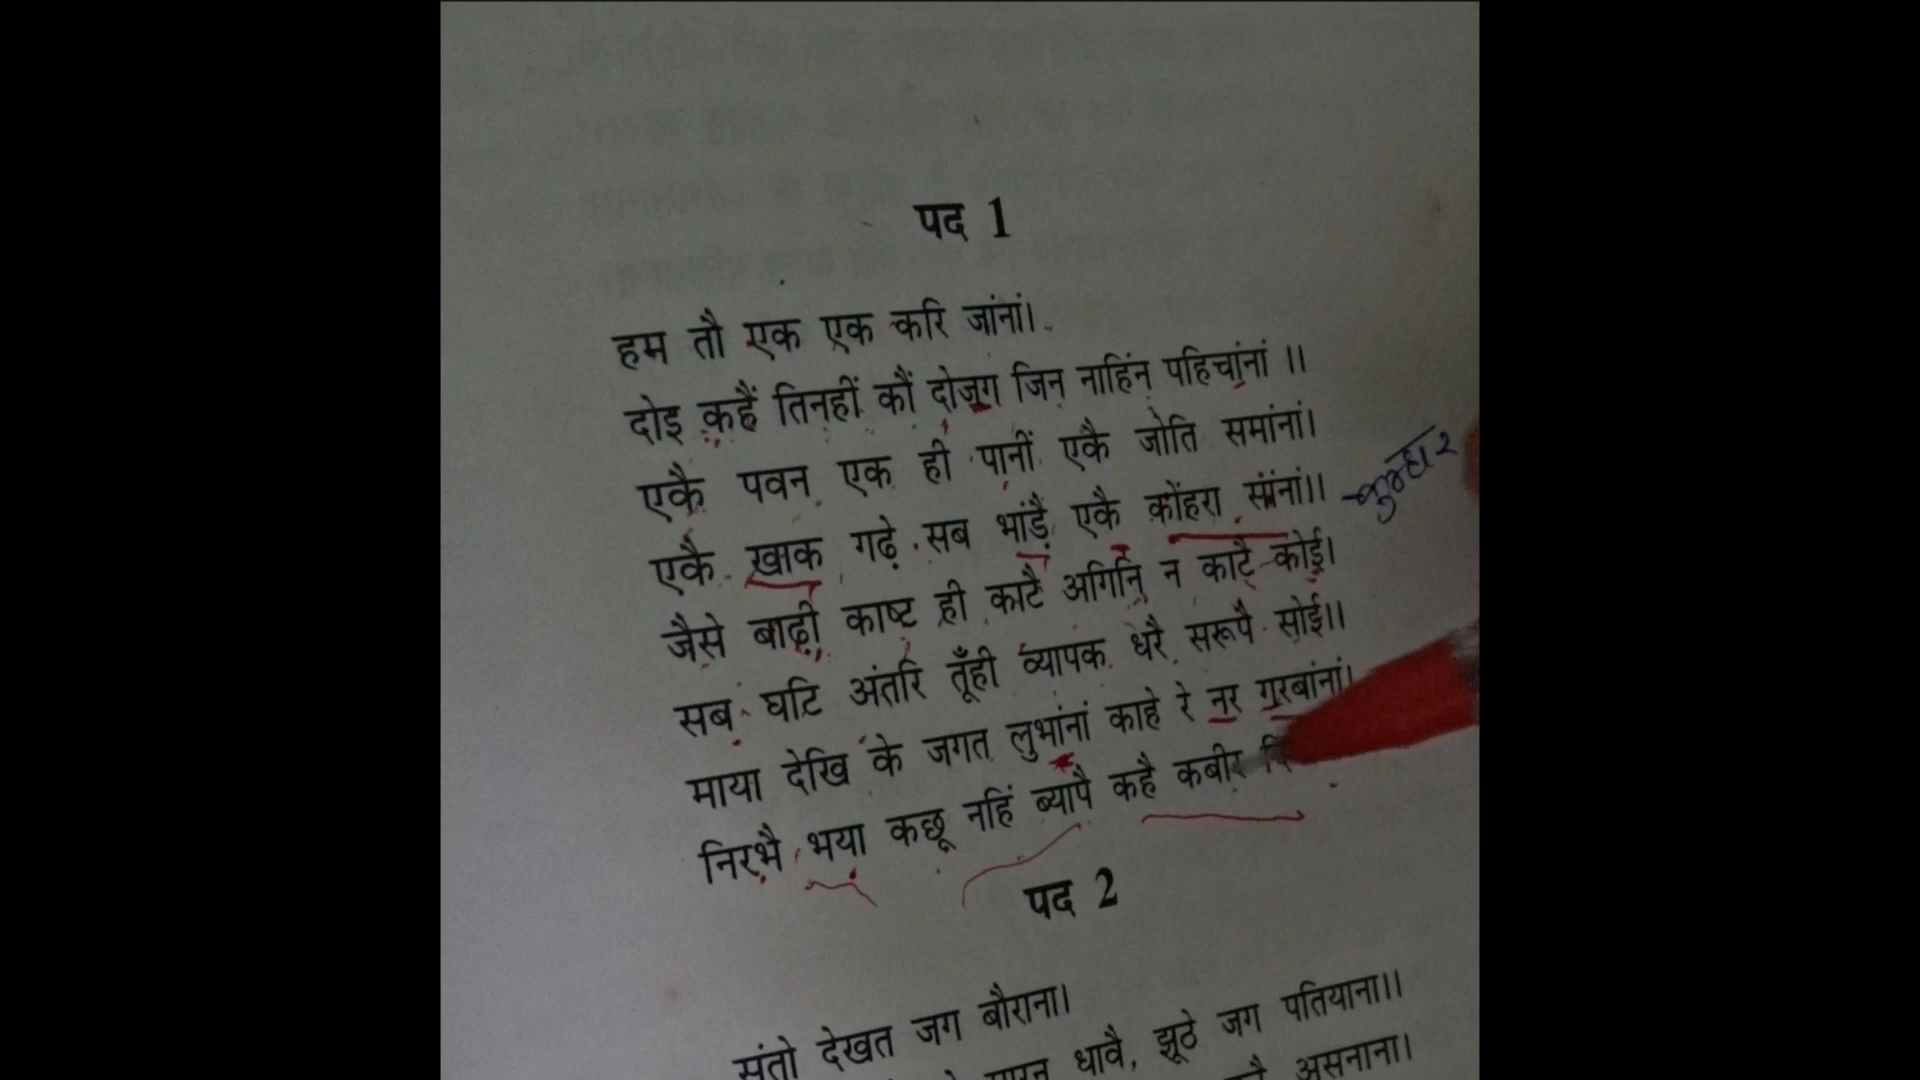 पद 1
हम तौ एक एक करि जांनां।
दोइ कहैं तिनहीं कौं दोजग जिन नाहिंन पहिचांनां ।।
एकै पवन एक ही पानीं एकै जोति समांनां।
एकै खाक गढ़े सब भांड़ै एकै कोंहरा सांनां।। कुम्हार
जैसे बाढ़ी काष्ट ही काटै अगिनि न काटै कोई।
सब घटि अंतरि तूँही व्यापक धरै सरूपै सोई।।
माया देखि के जगत लुभांनां काहे रे नर गरबांनां।
निरभै भया कछू नहिं ब्यापै कहै कबीर
पद 2
संतो देखत जग बौराना।
धावै, झूठे जग पतियाना।।
असनाना।